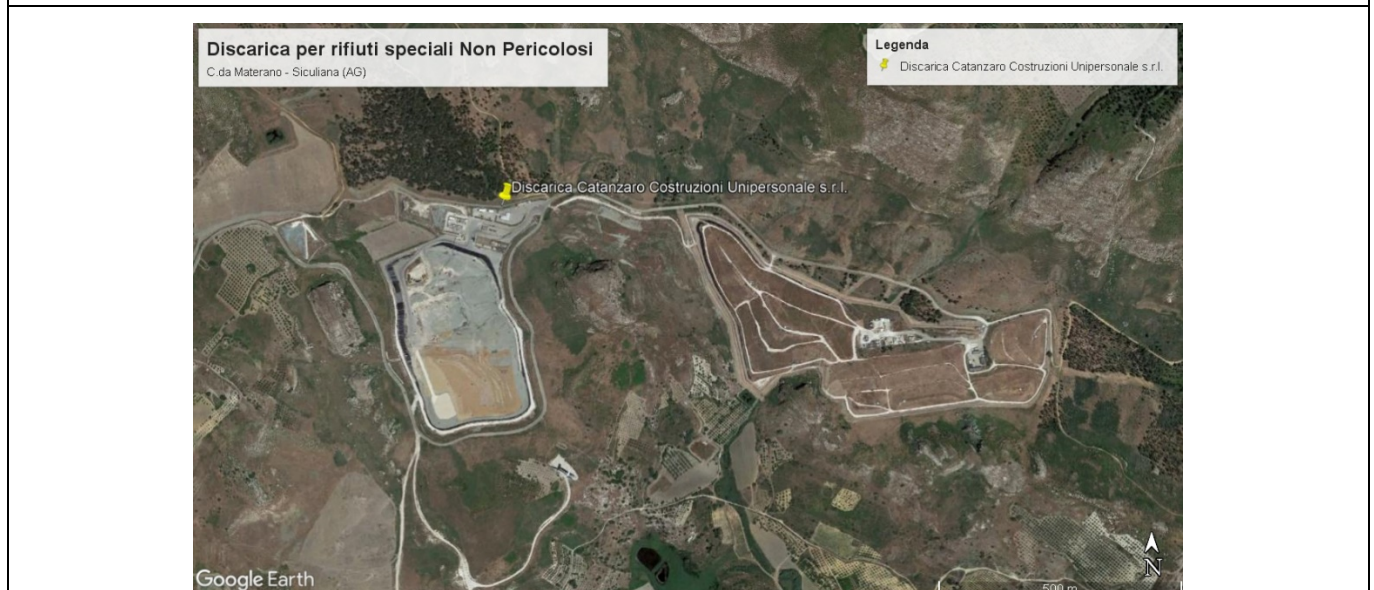 Discarica per rifiuti speciali Non Pericolosi
C.da Materano - Siculiana (AG)
Legenda
Discarica Catanzaro Costruzioni Unipersonale s.r.l.
Discarica Catanzaro Costruzioni Unipersonale s.r.l.
N
Google Earth
500 m